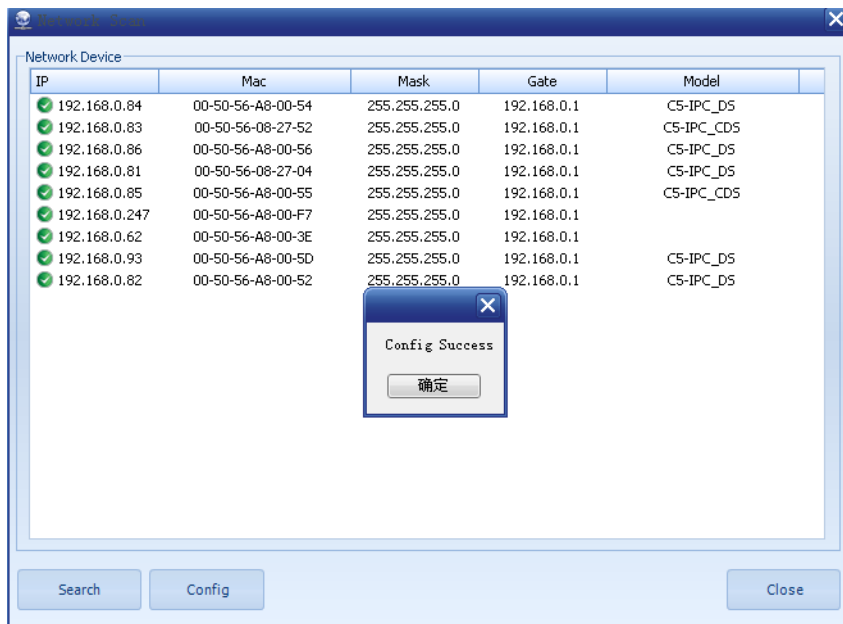 Network Scan
Network Device
IP Mac Mask Gate Model
192.168.0.84 00-50-56-A8-00-54 255.255.255.0 192.168.0.1 C5-IPC_DS
192.168.0.83 00-50-56-08-27-52 255.255.255.0 192.168.0.1 C5-IPC_CDS
192.168.0.86 00-50-56-A8-00-56 255.255.255.0 192.168.0.1 C5-IPC_DS
192.168.0.81 00-50-56-08-27-04 255.255.255.0 192.168.0.1 C5-IPC_DS
192.168.0.85 00-50-56-A8-00-55 255.255.255.0 192.168.0.1 C5-IPC_CDS
192.168.0.247 00-50-56-A8-00-F7 255.255.255.0 192.168.0.1
192.168.0.62 00-50-56-A8-00-3E 255.255.255.0 192.168.0.1
192.168.0.93 00-50-56-A8-00-5D 255.255.255.0 192.168.0.1 C5-IPC_DS
192.168.0.82 00-50-56-A8-00-52 255.255.255.0 192.168.0.1 C5-IPC_DS
Config Success
确定
Search Config Close